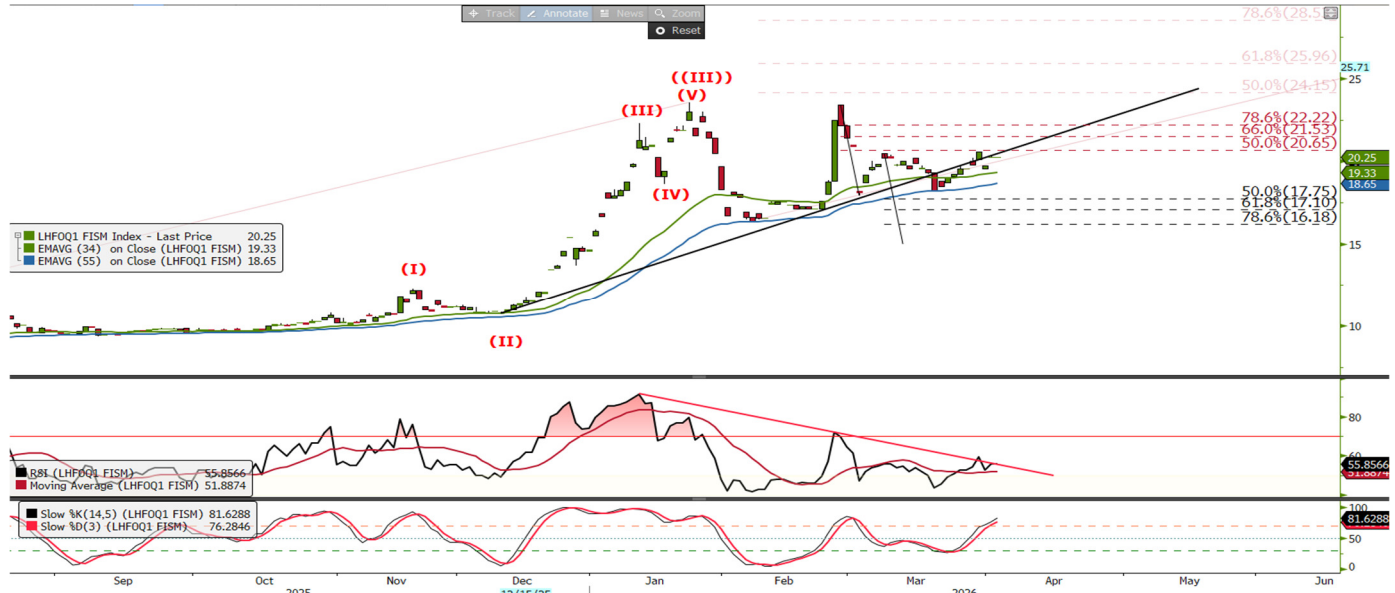 Track Annotate News Zoom
Reset
78.6%(28.5
61.8%(25.96)
25.71
25
50.0%(24.15)
((III))
(V)
(III)
(IV)
(I)
(II)
78.6%(22.22)
66.0%(21.53)
50.0%(20.65)
20.25
19.33
18.65
50.0%(17.75)
61.8%(17.10)
78.6%(16.18)
15
10
LHFOQ1 FISM Index - Last Price 20.25
EMAVG (34) on Close (LHFOQ1 FISM) 19.33
EMAVG (55) on Close (LHFOQ1 FISM) 18.65
80
60
55.8566
51.8874
RSI (LHFOQ1 FISM) 55.8566
Moving Average (LHFOQ1 FISM) 51.8874
Slow %K(14,5) (LHFOQ1 FISM) 81.6288
Slow %D(3) (LHFOQ1 FISM) 76.2846
100
81.6288
50
0
Sep Oct Nov Dec Jan Feb Mar Apr May Jun
2025 12/15/25 2026